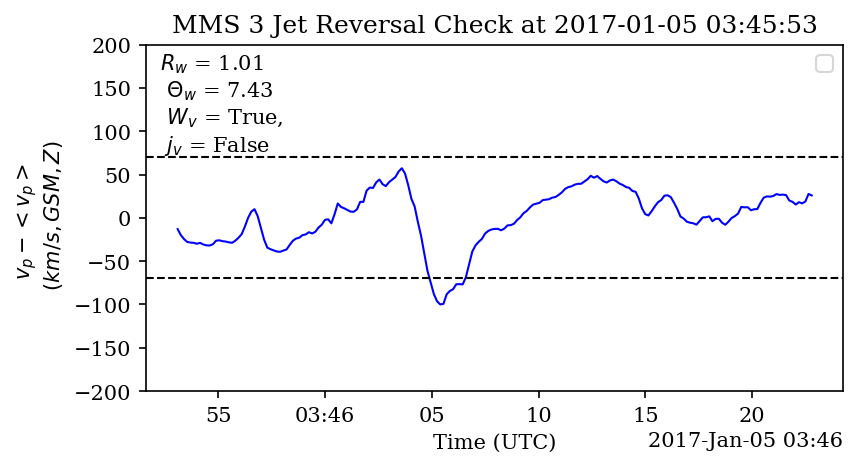 MMS 3 Jet Reversal Check at 2017-01-05 03:45:53
R_w = 1.01
Θ_w = 7.43
W_v = True,
j_v = False
v_p − < v_p >
(km/s, GSM, Z)
200
150
100
50
0
−50
−100
−150
−200
55
03:46
05
10
15
20
Time (UTC)
2017-Jan-05 03:46